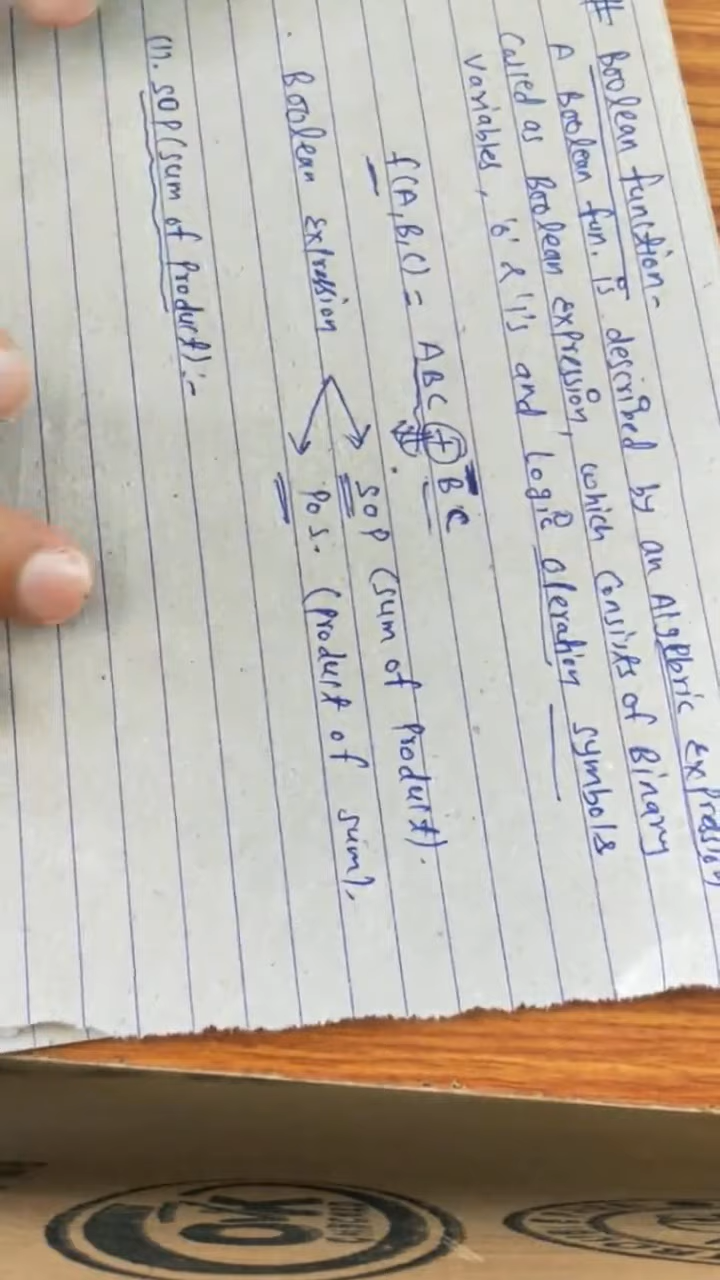 # Boolean function-
A Boolean fun. is described by an Algebric expression
Called as Boolean expression, which consists of Binary
variables, '0' & '1's and Logic operation symbols
f(A,B,C) = ABC + B̅C
Boolean expression
SOP (sum of Product).
POS. (product of sum).
(1). SOP (sum of Product):-
OK